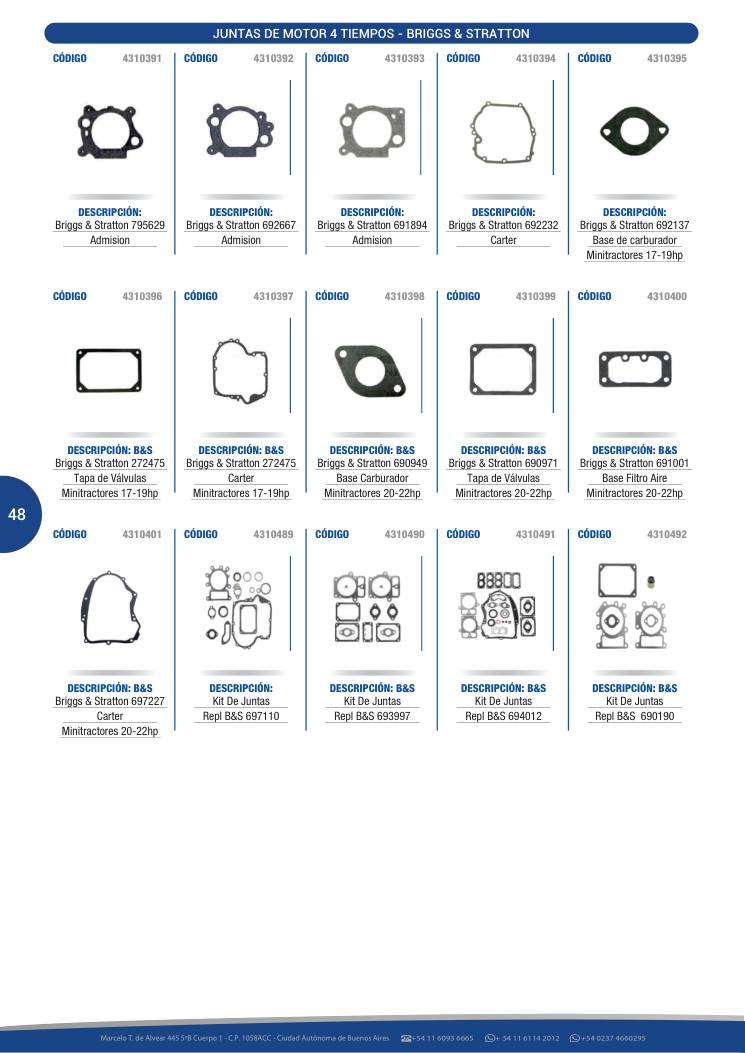 JUNTAS DE MOTOR 4 TIEMPOS - BRIGGS & STRATTON
CÓDIGO 4310391
DESCRIPCIÓN:
Briggs & Stratton 795629
Admision
CÓDIGO 4310392
DESCRIPCIÓN:
Briggs & Stratton 692667
Admision
CÓDIGO 4310393
DESCRIPCIÓN:
Briggs & Stratton 691894
Admision
CÓDIGO 4310394
DESCRIPCIÓN:
Briggs & Stratton 692232
Carter
CÓDIGO 4310395
DESCRIPCIÓN:
Briggs & Stratton 692137
Base de carburador
Minitractores 17-19hp
CÓDIGO 4310396
DESCRIPCIÓN: B&S
Briggs & Stratton 272475
Tapa de Válvulas
Minitractores 17-19hp
CÓDIGO 4310397
DESCRIPCIÓN: B&S
Briggs & Stratton 272475
Carter
Minitractores 17-19hp
CÓDIGO 4310398
DESCRIPCIÓN: B&S
Briggs & Stratton 690949
Base Carburador
Minitractores 20-22hp
CÓDIGO 4310399
DESCRIPCIÓN: B&S
Briggs & Stratton 690971
Tapa de Válvulas
Minitractores 20-22hp
CÓDIGO 4310400
DESCRIPCIÓN: B&S
Briggs & Stratton 691001
Base Filtro Aire
Minitractores 20-22hp
48
CÓDIGO 4310401
DESCRIPCIÓN: B&S
Briggs & Stratton 697227
Carter
Minitractores 20-22hp
CÓDIGO 4310489
DESCRIPCIÓN:
Kit De Juntas
Repl B&S 697110
CÓDIGO 4310490
DESCRIPCIÓN: B&S
Kit De Juntas
Repl B&S 693997
CÓDIGO 4310491
DESCRIPCIÓN: B&S
Kit De Juntas
Repl B&S 694012
CÓDIGO 4310492
DESCRIPCIÓN: B&S
Kit De Juntas
Repl B&S 690190
Marcelo T. de Alvear 445 5ºB Cuerpo 1 - C.P. 1058ACC - Ciudad Autónoma de Buenos Aires. +54 11 6093 6665 + 54 11 6114 2012 +54 0237 4660295